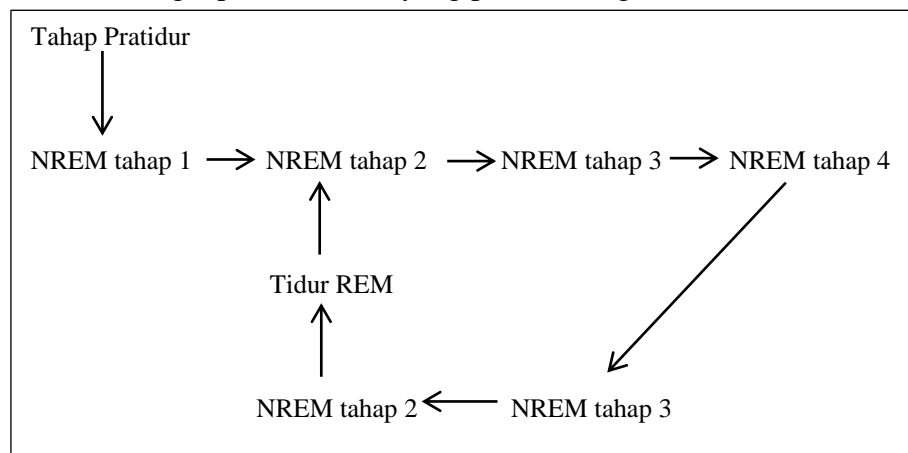 Tahap Pratidur
NREM tahap 1 NREM tahap 2 NREM tahap 3 NREM tahap 4
Tidur REM
NREM tahap 2 NREM tahap 3